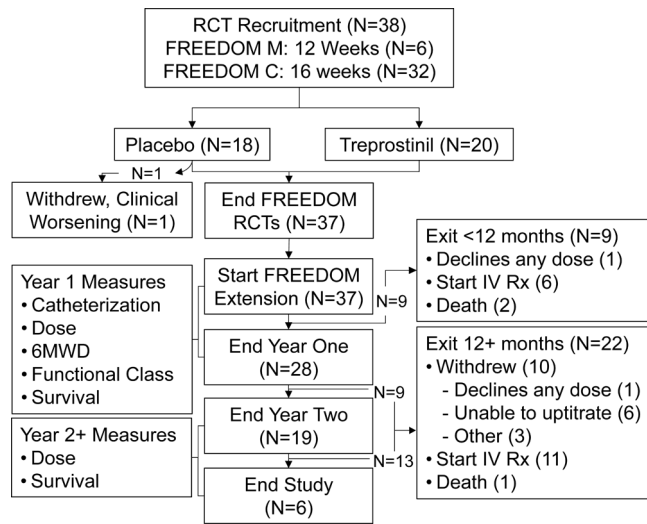 RCT Recruitment (N=38)
FREEDOM M: 12 Weeks (N=6)
FREEDOM C: 16 weeks (N=32)
Placebo (N=18)
Treprostinil (N=20)
N=1
Withdrew, Clinical
Worsening (N=1)
End FREEDOM
RCTs (N=37)
Start FREEDOM
Extension (N=37)
N=9
Exit <12 months (N=9)
• Declines any dose (1)
• Start IV Rx (6)
• Death (2)
Year 1 Measures
• Catheterization
• Dose
• 6MWD
• Functional Class
• Survival
End Year One
(N=28)
N=9
Exit 12+ months (N=22)
• Withdrew (10)
- Declines any dose (1)
- Unable to uptitrate (6)
- Other (3)
• Start IV Rx (11)
• Death (1)
End Year Two
(N=19)
N=13
Year 2+ Measures
• Dose
• Survival
End Study
(N=6)